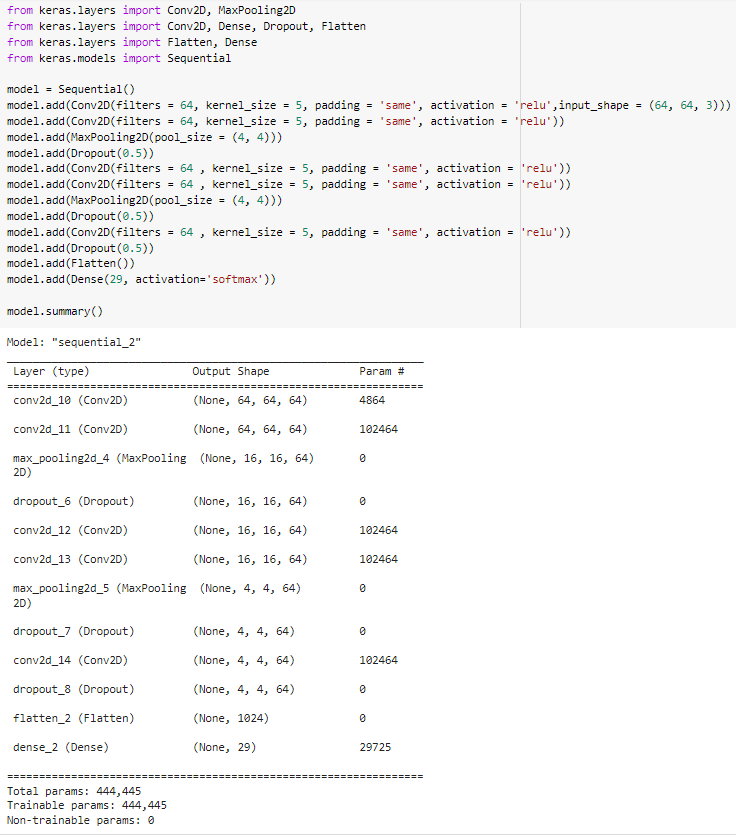 from keras.layers import Conv2D, MaxPooling2D
from keras.layers import Conv2D, Dense, Dropout, Flatten
from keras.layers import Flatten, Dense
from keras.models import Sequential

model = Sequential()
model.add(Conv2D(filters = 64, kernel_size = 5, padding = 'same', activation = 'relu',input_shape = (64, 64, 3)))
model.add(Conv2D(filters = 64, kernel_size = 5, padding = 'same', activation = 'relu'))
model.add(MaxPooling2D(pool_size = (4, 4)))
model.add(Dropout(0.5))
model.add(Conv2D(filters = 64 , kernel_size = 5, padding = 'same', activation = 'relu'))
model.add(Conv2D(filters = 64 , kernel_size = 5, padding = 'same', activation = 'relu'))
model.add(MaxPooling2D(pool_size = (4, 4)))
model.add(Dropout(0.5))
model.add(Conv2D(filters = 64 , kernel_size = 5, padding = 'same', activation = 'relu'))
model.add(Dropout(0.5))
model.add(Flatten())
model.add(Dense(29, activation='softmax'))

model.summary()
Model: "sequential_2"
_________________________________________________________________
Layer (type) Output Shape Param #
=================================================================
conv2d_10 (Conv2D) (None, 64, 64, 64) 4864
conv2d_11 (Conv2D) (None, 64, 64, 64) 102464
max_pooling2d_4 (MaxPooling (None, 16, 16, 64) 0
2D)
dropout_6 (Dropout) (None, 16, 16, 64) 0
conv2d_12 (Conv2D) (None, 16, 16, 64) 102464
conv2d_13 (Conv2D) (None, 16, 16, 64) 102464
max_pooling2d_5 (MaxPooling (None, 4, 4, 64) 0
2D)
dropout_7 (Dropout) (None, 4, 4, 64) 0
conv2d_14 (Conv2D) (None, 4, 4, 64) 102464
dropout_8 (Dropout) (None, 4, 4, 64) 0
flatten_2 (Flatten) (None, 1024) 0
dense_2 (Dense) (None, 29) 29725
=================================================================
Total params: 444,445
Trainable params: 444,445
Non-trainable params: 0